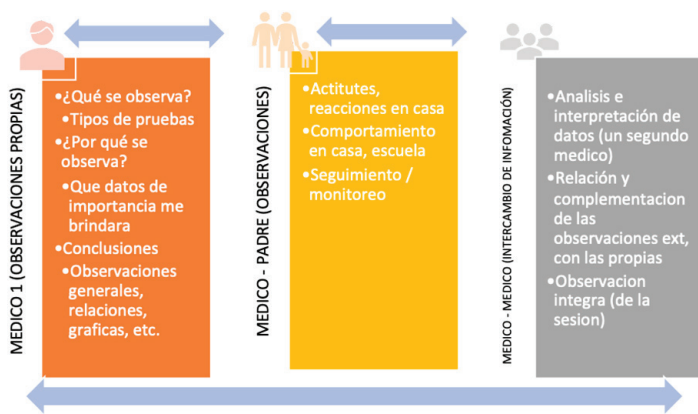 MEDICO 1 (OBSERVACIONES PROPIAS)
•¿Qué se observa?
•Tipos de pruebas
•¿Por qué se
observa?
•Que datos de
importancia me
brindara
•Conclusiones
•Observaciones
generales,
relaciones,
graficas, etc.
MEDICO - PADRE (OBSERVACIONES)
•Actitutes,
reacciones en casa
•Comportamiento
en casa, escuela
•Seguimiento /
monitoreo
MEDICO - MEDICO (INTERCAMBIO DE INFOMACIÓN)
•Analisis e
interpretación de
datos (un segundo
medico)
•Relación y
complementacion
de las
observaciones ext,
con las propias
•Observacion
integra (de la
sesion)